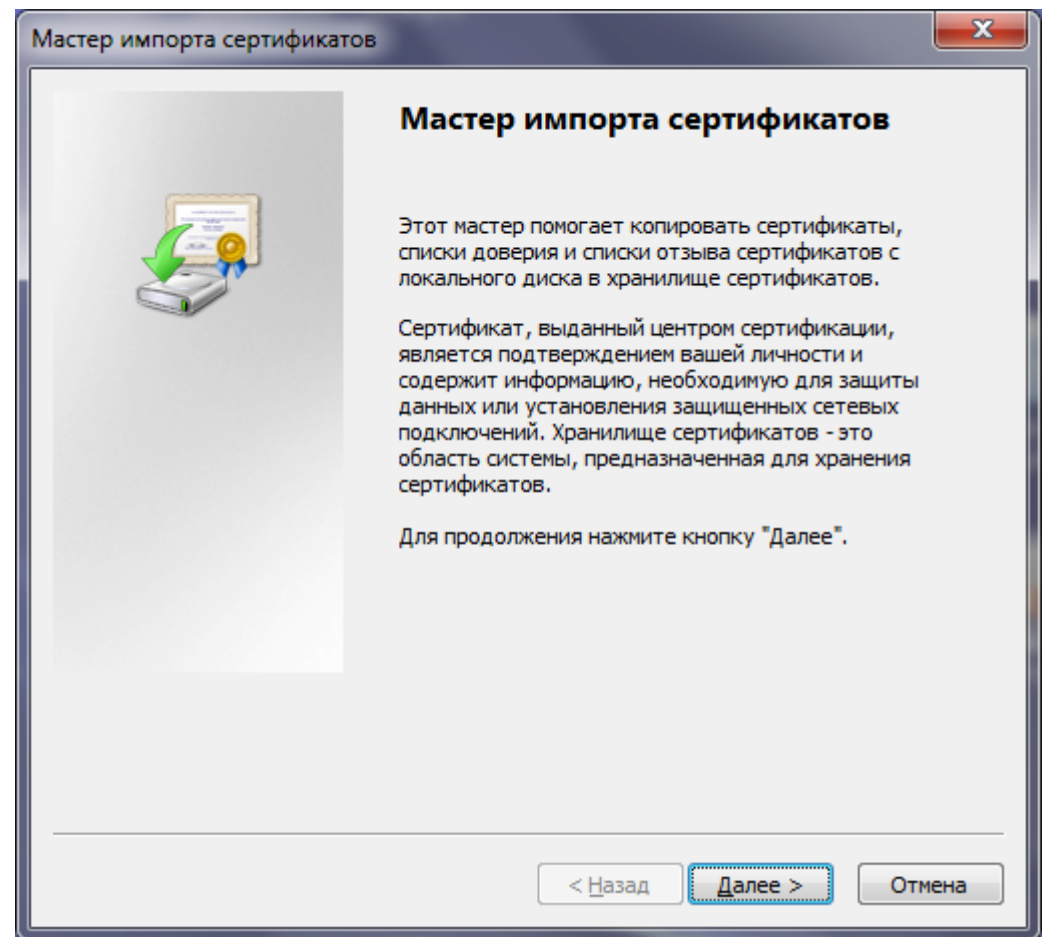 Мастер импорта сертификатов
x
Мастер импорта сертификатов
Этот мастер помогает копировать сертификаты,
списки доверия и списки отзыва сертификатов с
локального диска в хранилище сертификатов.
Сертификат, выданный центром сертификации,
является подтверждением вашей личности и
содержит информацию, необходимую для защиты
данных или установления защищенных сетевых
подключений. Хранилище сертификатов - это
область системы, предназначенная для хранения
сертификатов.
Для продолжения нажмите кнопку "Далее".
< Назад Далее > Отмена